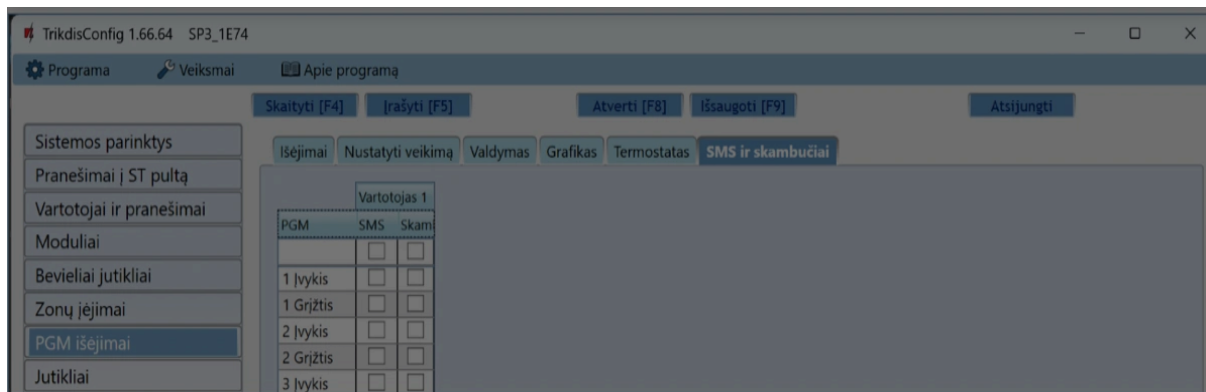 TrikdisConfig 1.66.64 SP3_1E74
Programa Veiksmai Apie programą
Skaityti [F4] Įrašyti [F5] Atverti [F8] Išsaugoti [F9] Atsijungti
Sistemos parinktys
Pranešimai į ST pultą
Vartotojai ir pranešimai
Moduliai
Bevieliai jutikliai
Zonų įėjimai
PGM išėjimai
Jutikliai
Išėjimai Nustatyti veikimą Valdymas Grafikas Termostatas SMS ir skambučiai
Vartotojas 1
PGM SMS Skaml
1 Įvykis
1 Grįžtis
2 Įvykis
2 Grįžtis
3 Įvykis